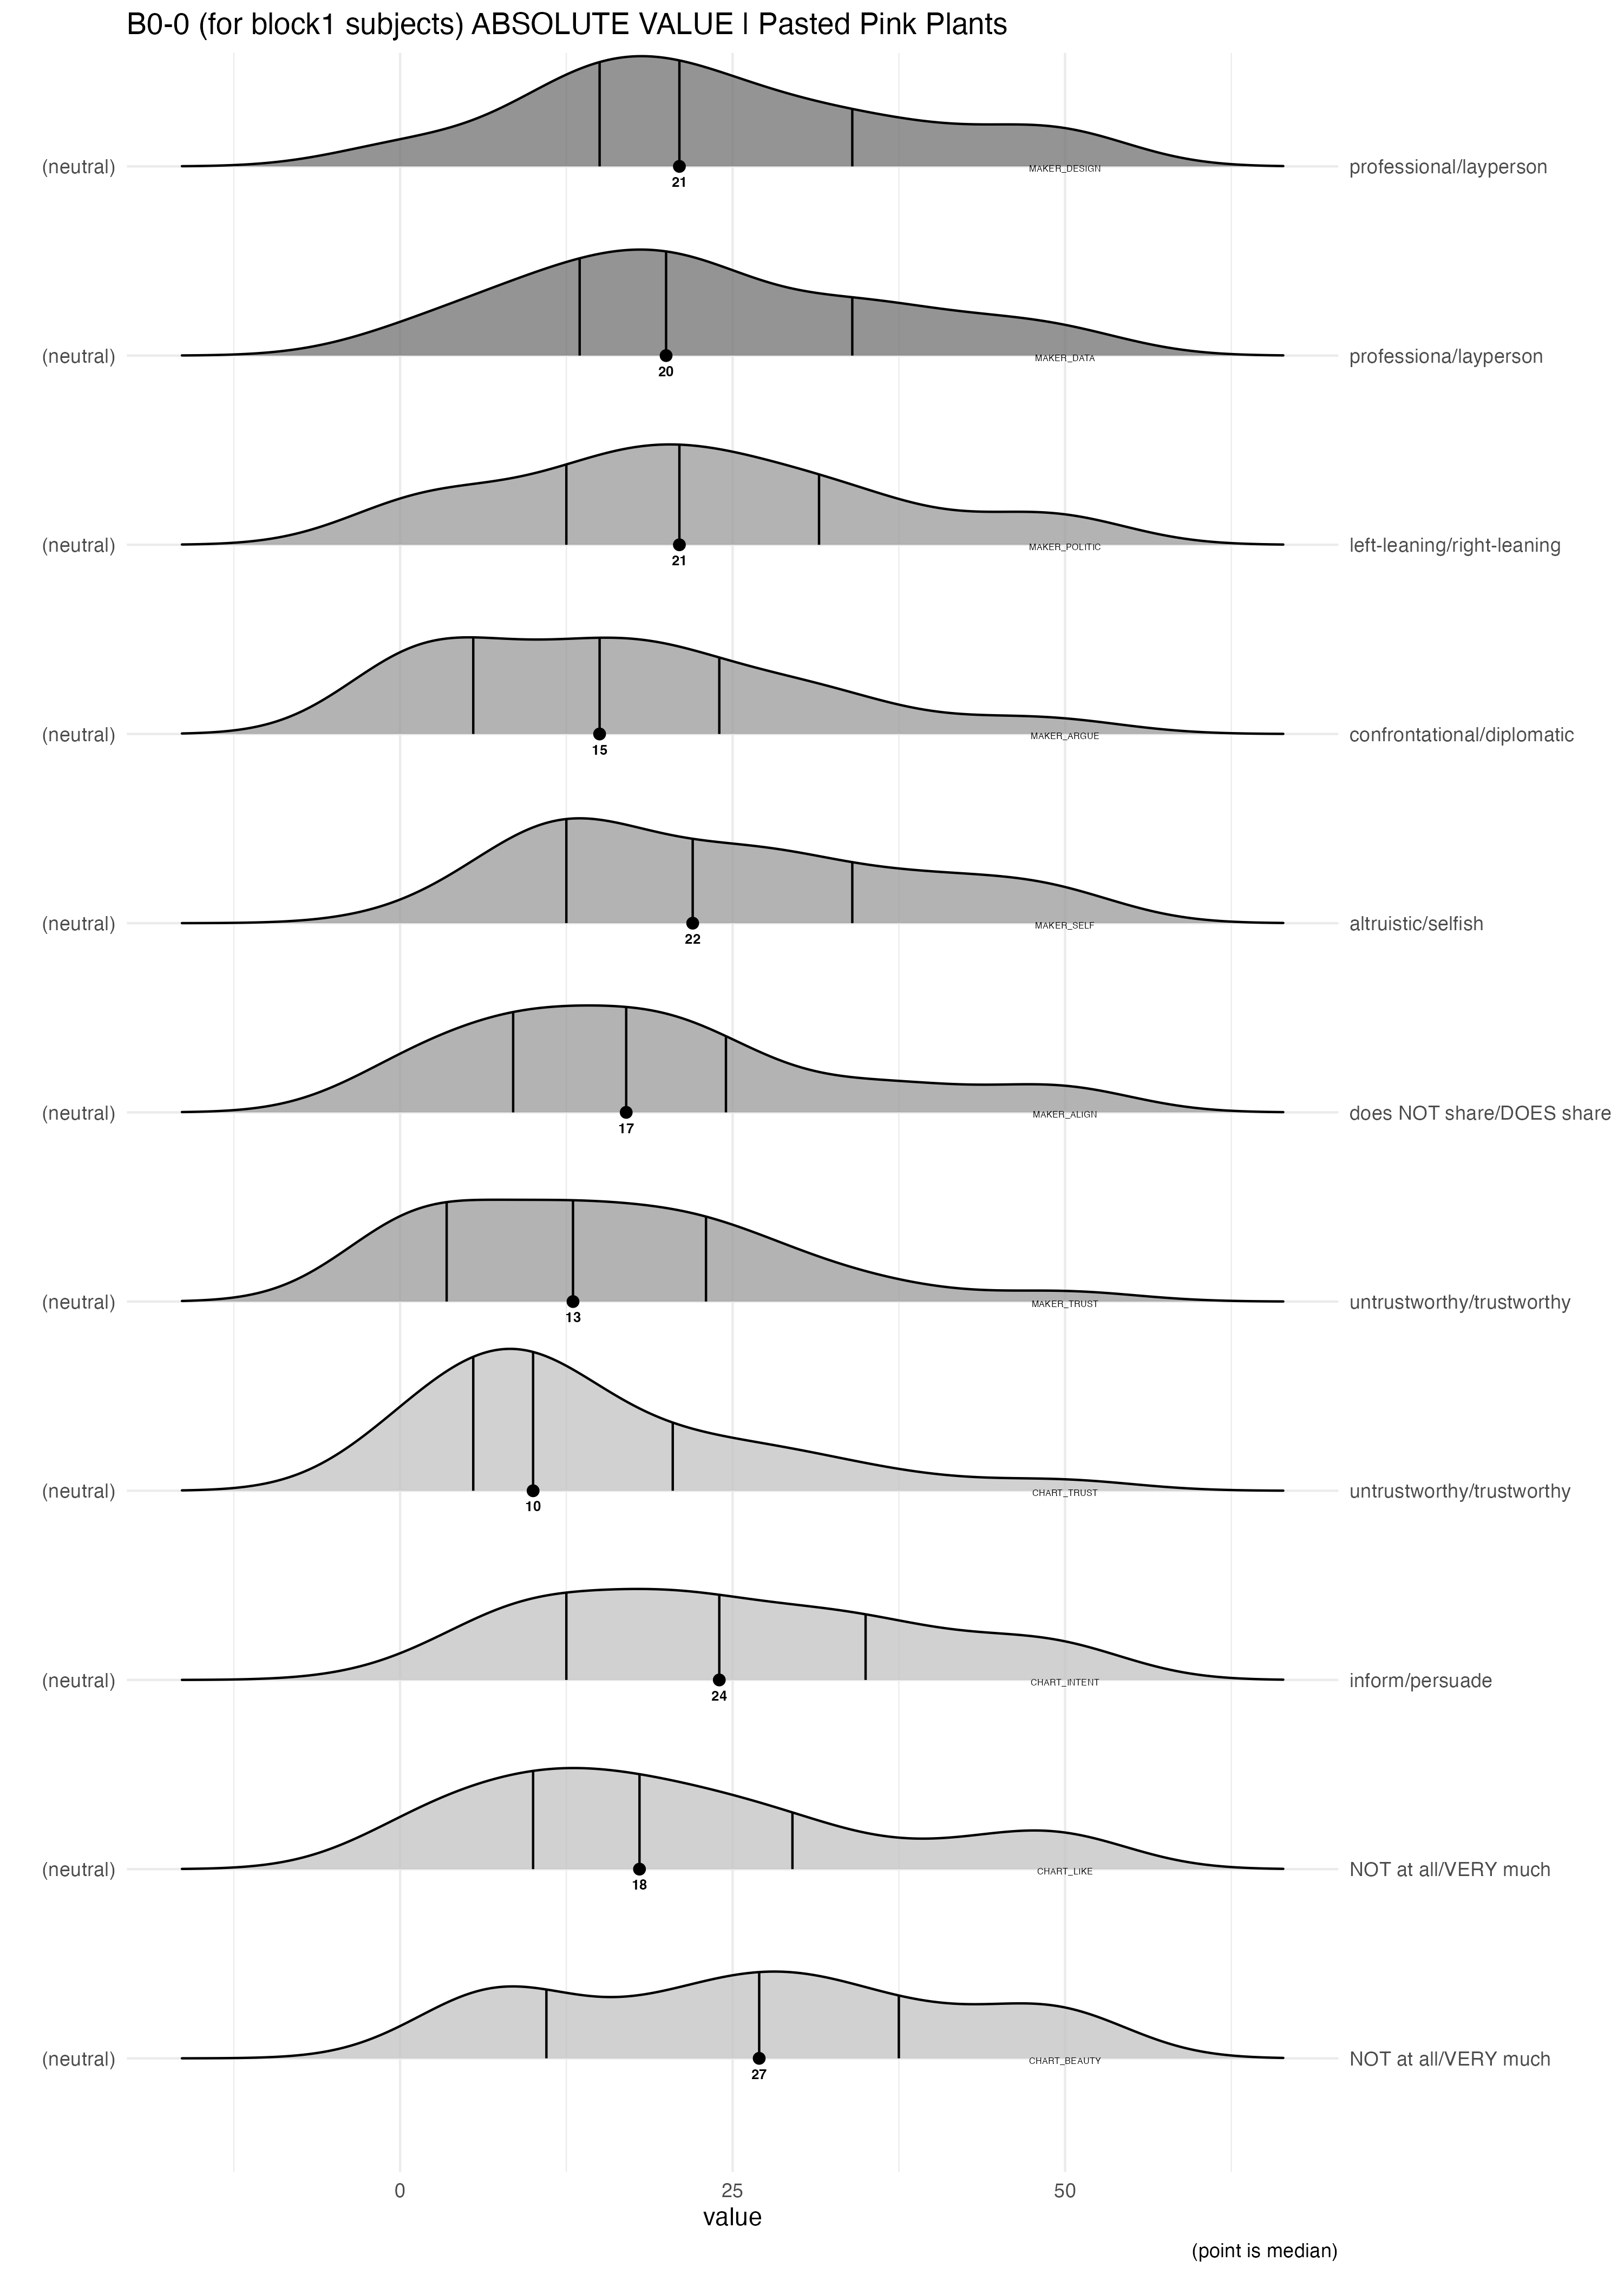 B0-0 (for block1 subjects) ABSOLUTE VALUE | Pasted Pink Plants
(neutral) MAKER_DESIGN professional/layperson
21
(neutral) MAKER_DATA professiona/layperson
20
(neutral) MAKER_POLITIC left-leaning/right-leaning
21
(neutral) MAKER_ARGUE confrontational/diplomatic
15
(neutral) MAKER_SELF altruistic/selfish
22
(neutral) MAKER_ALIGN does NOT share/DOES share
17
(neutral) MAKER_TRUST untrustworthy/trustworthy
13
(neutral) CHART_TRUST untrustworthy/trustworthy
10
(neutral) CHART_INTENT inform/persuade
24
(neutral) CHART_LIKE NOT at all/VERY much
18
(neutral) CHART_BEAUTY NOT at all/VERY much
27
0 25 50
value
(point is median)